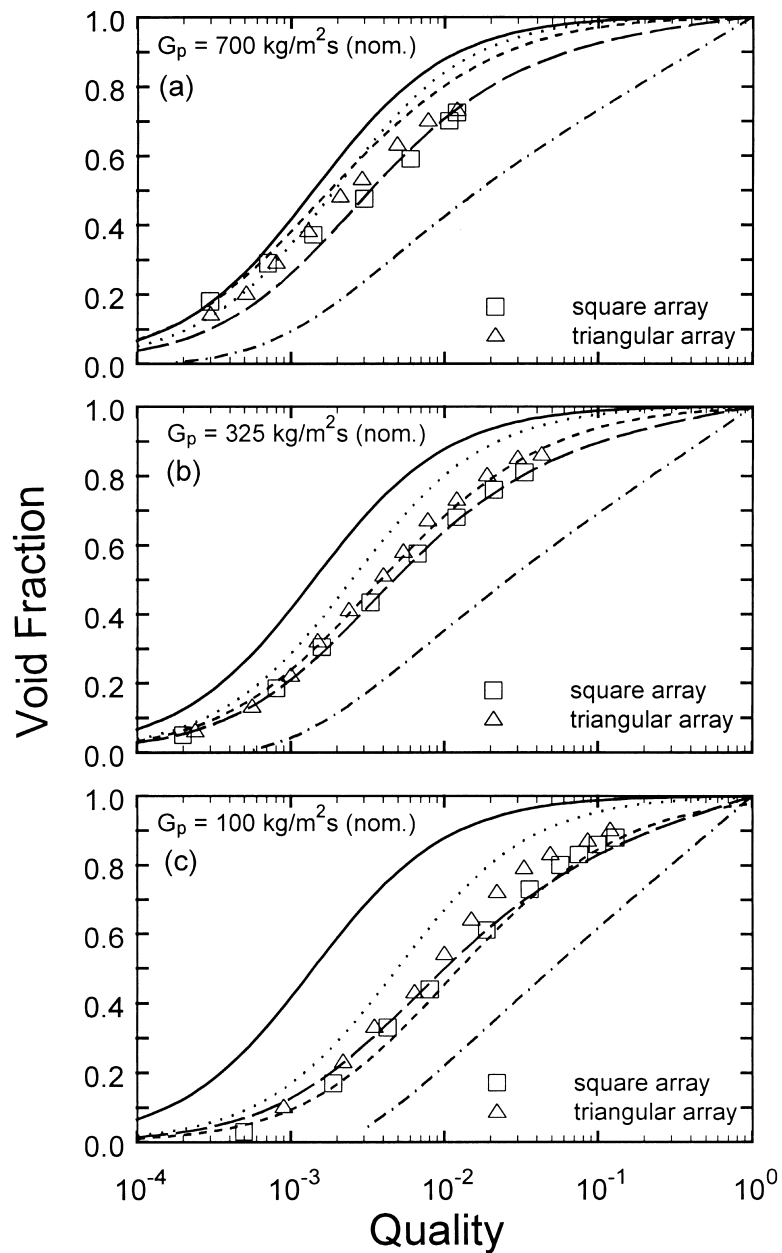 G_p = 700 kg/m²s (nom.)
(a)
1.0
0.8
0.6
0.4
0.2
0.0
square array
triangular array
G_p = 325 kg/m²s (nom.)
(b)
1.0
0.8
0.6
0.4
0.2
0.0
square array
triangular array
Void Fraction
G_p = 100 kg/m²s (nom.)
(c)
1.0
0.8
0.6
0.4
0.2
0.0
square array
triangular array
10⁻⁴ 10⁻³ 10⁻² 10⁻¹ 10⁰
Quality